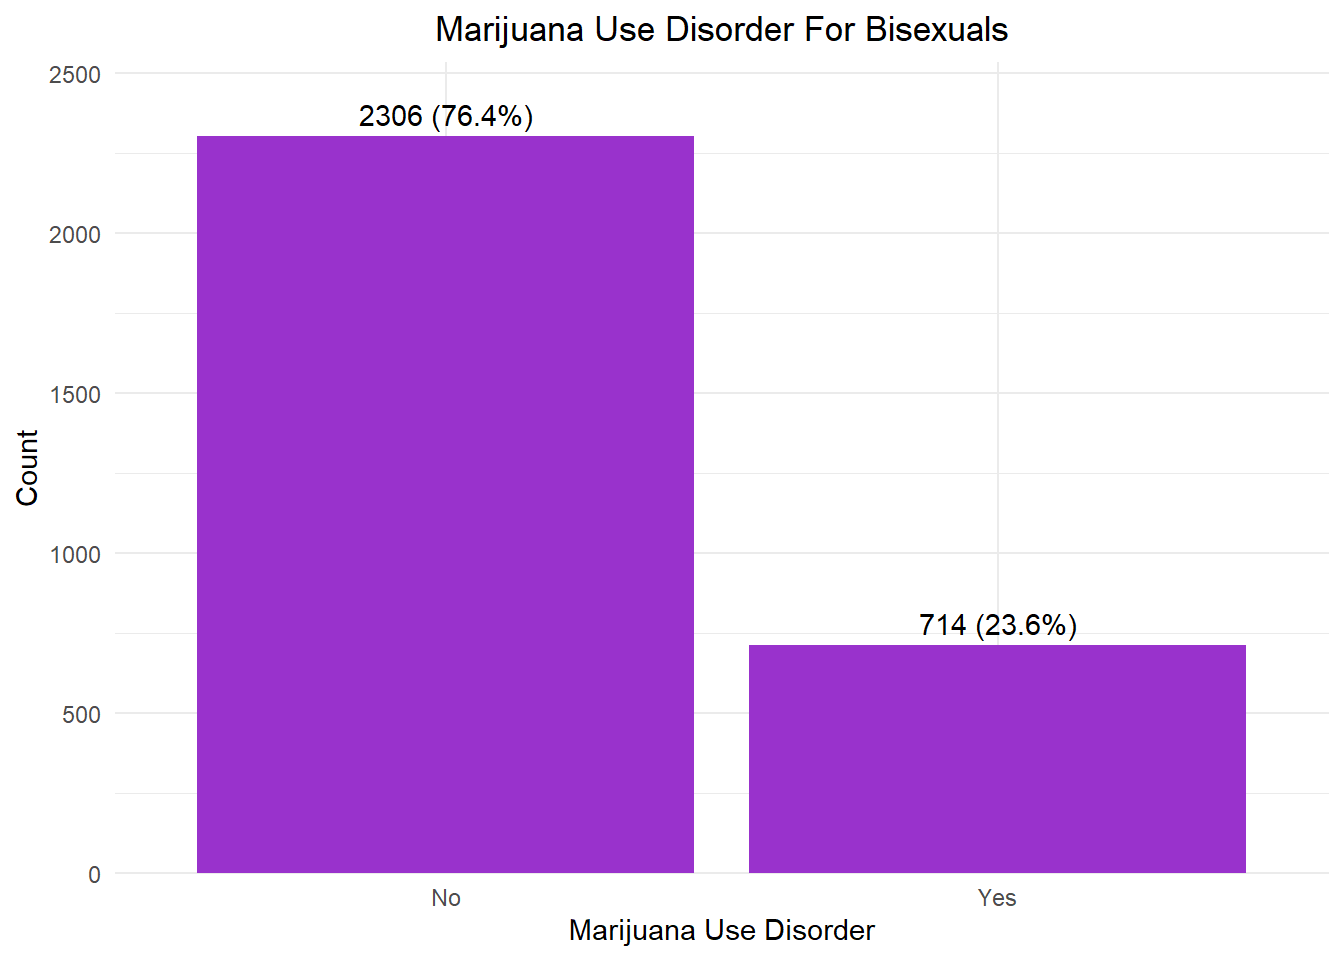 Marijuana Use Disorder For Bisexuals
2500
2306 (76.4%)
2000
1500
Count
1000
714 (23.6%)
500
0
No
Yes
Marijuana Use Disorder